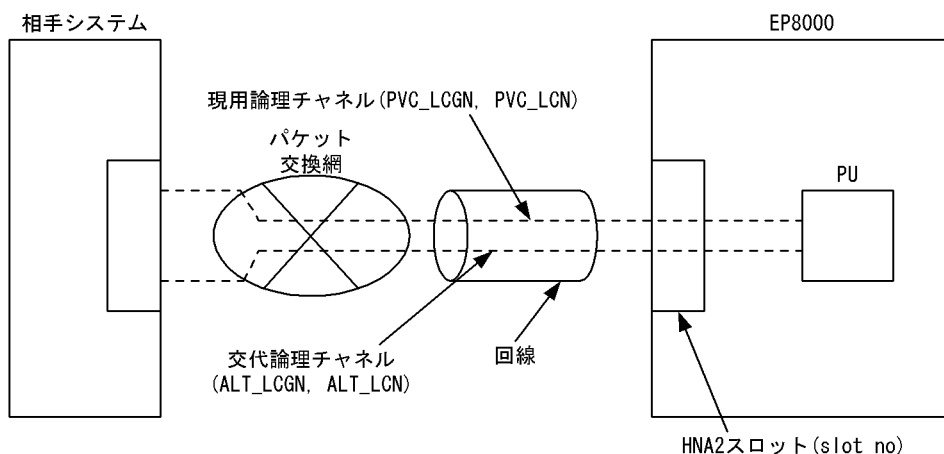 相手システム
EP8000
現用論理チャネル(PVC_LCGN, PVC_LCN)
パケット
交換網
PU
交代論理チャネル
(ALT_LCGN, ALT_LCN)
回線
HNA2スロット(slot no)